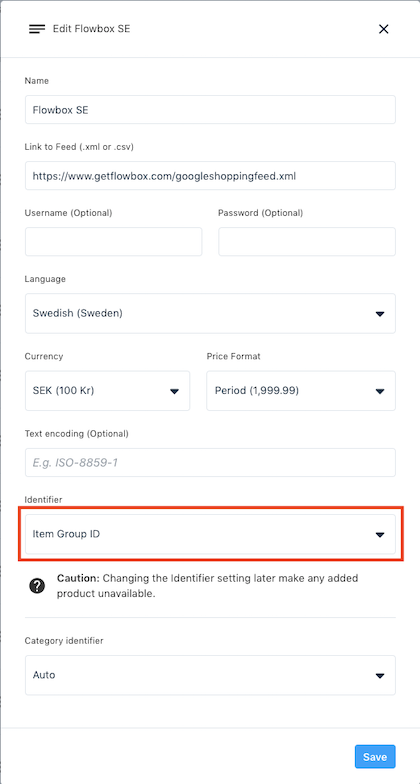 Edit Flowbox SE
Name
Flowbox SE
Link to Feed (.xml or .csv)
https://www.getflowbox.com/googleshoppingfeed.xml
Username (Optional) Password (Optional)
Language
Swedish (Sweden)
Currency Price Format
SEK (100 Kr) Period (1,999.99)
Text encoding (Optional)
E.g. ISO-8859-1
Identifier
Item Group ID
Caution: Changing the Identifier setting later make any added
product unavailable.
Category identifier
Auto
Save